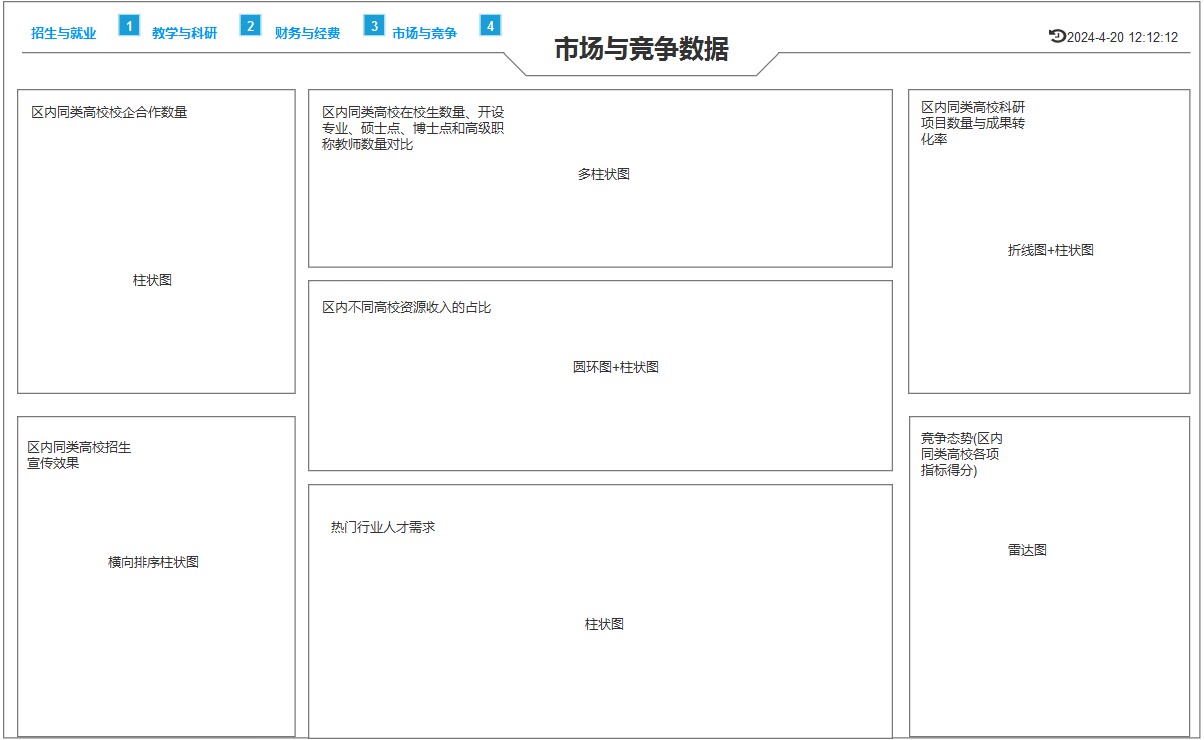 招生与就业
1
教学与科研
2
财务与经费
3
市场与竞争
4
市场与竞争数据
2024-4-20 12:12:12
区内同类高校校企合作数量
柱状图
区内同类高校在校生数量、开设
专业、硕士点、博士点和高级职
称教师数量对比
多柱状图
区内同类高校科研
项目数量与成果转
化率
折线图+柱状图
区内不同高校资源收入的占比
圆环图+柱状图
区内同类高校招生
宣传效果
横向排序柱状图
热门行业人才需求
柱状图
竞争态势(区内
同类高校各项
指标得分)
雷达图